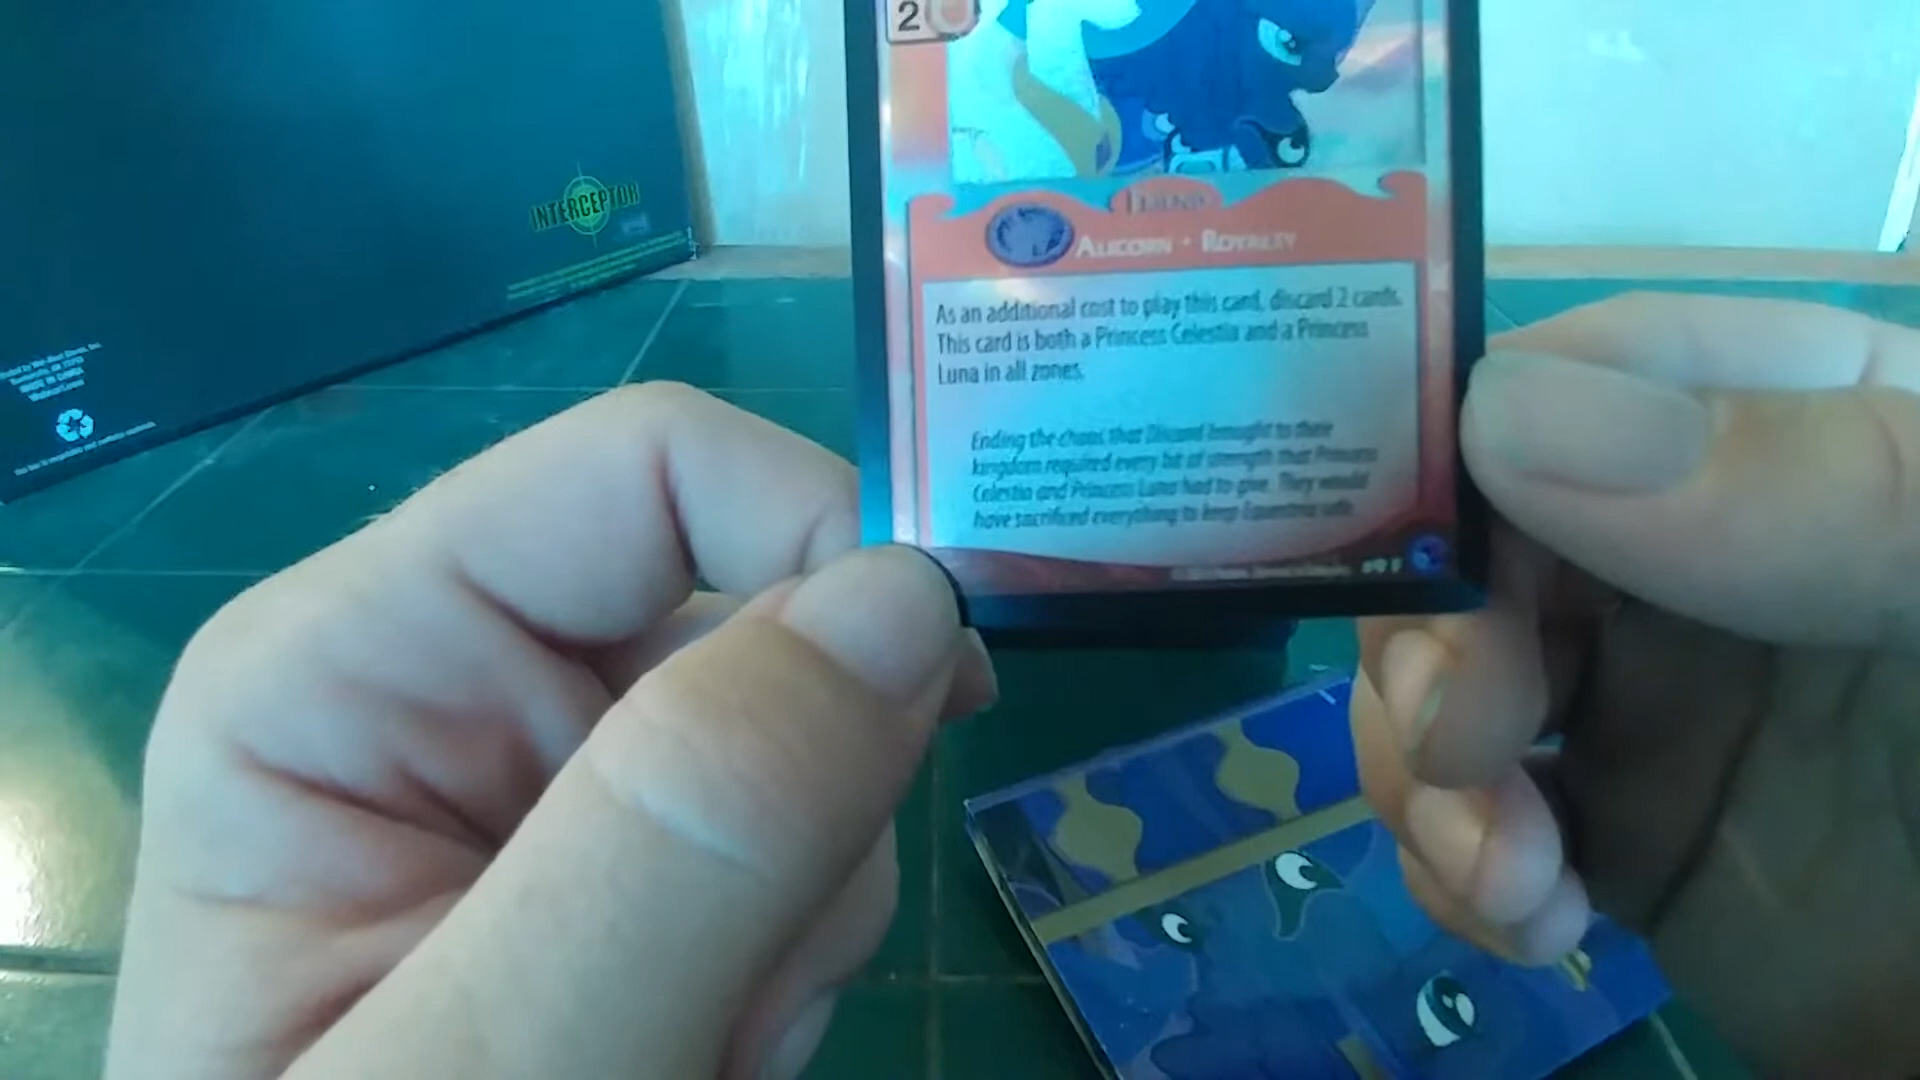 2
INTERCEPTOR
FRIEND
ALICORN • ROYALTY
As an additional cost to play this card, discard 2 cards.
This card is both a Princess Celestia and a Princess
Luna in all zones.
Ending the chaos that Discord brought to their
kingdom required every bit of strength that Princess
Celestia and Princess Luna had to give. They would
have sacrificed everything to keep Equestria safe.